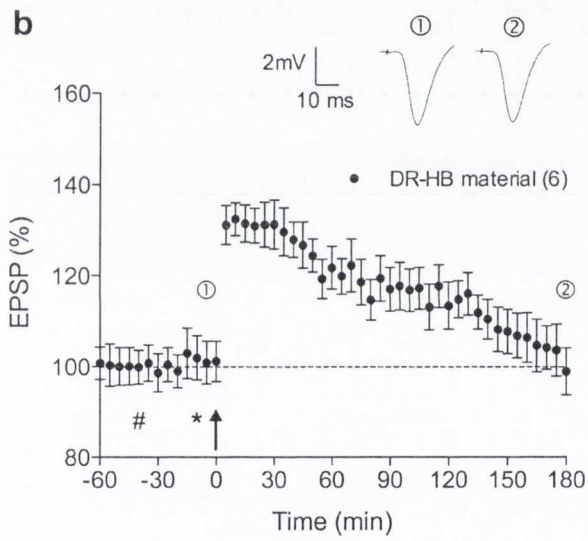 b
① ②
2mV
10 ms
160
DR-HB material (6)
140
EPSP (%)
120
① ②
100
# *
80
-60 -30 0 30 60 90 120 150 180
Time (min)